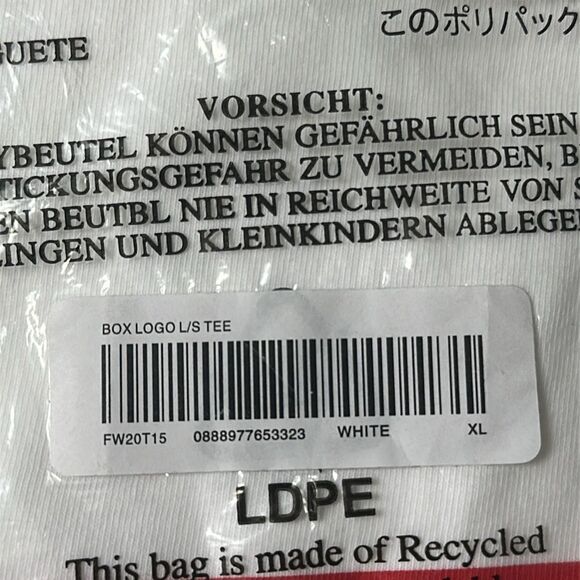 UETE
このポリパック
VORSICHT:
YBEUTEL KÖNNEN GEFÄHRLICH SEIN
TICKUNGSGEFAHR ZU VERMEIDEN, B
EN BEUTBL NIE IN REICHWEITE VON S
LINGEN UND KLEINKINDERN ABLEGE
BOX LOGO L/S TEE
FW20T15 0888977653323 WHITE XL
LDPE
This bag is made of Recycled